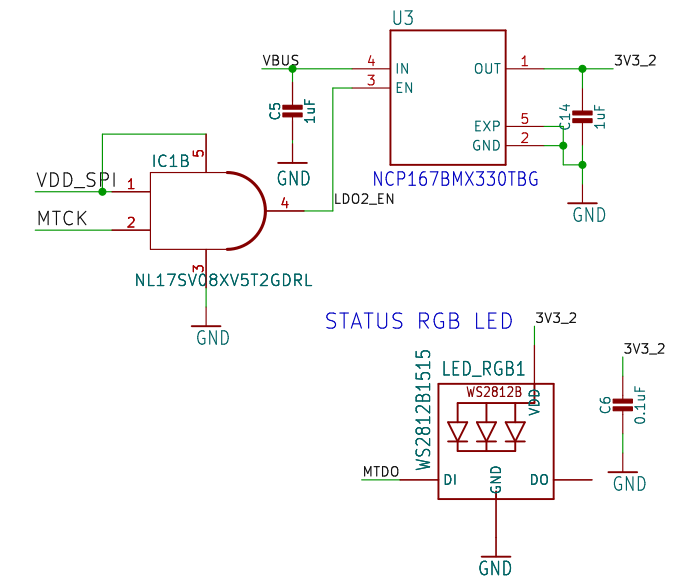 U3
VBUS
4
IN
3
EN
OUT
1
3V3_2
EXP
5
GND
2
C5
1uF
C14
1uF
GND
NCP167BMX330TBG
GND
IC1B
5
VDD_SPI
1
MTCK
2
4
LDO2_EN
3
NL17SV08XV5T2GDRL
GND
STATUS RGB LED
3V3_2
LED_RGB1
WS2812B1515
WS2812B
VDD
MTDO
DI
GND
DO
GND
3V3_2
C6
0.1uF
GND